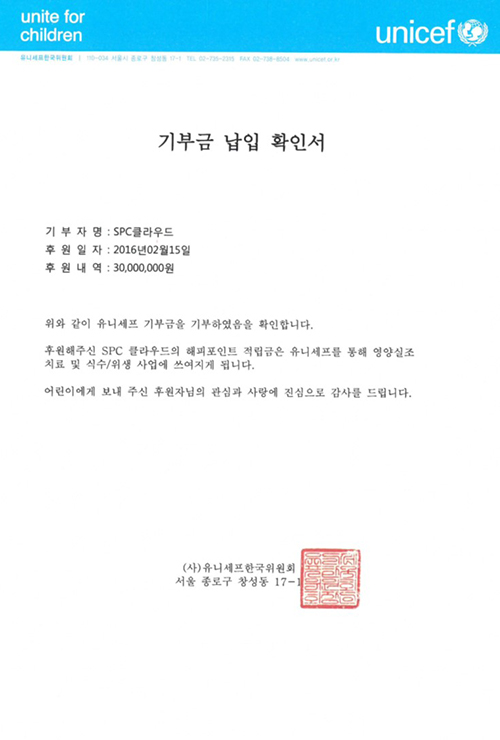 unite for
children
unicef
유니세프한국위원회 | 110-034 서울시 종로구 창성동 17-1 TEL 02-735-2315 FAX 02-738-8504 www.unicef.or.kr
기부금 납입 확인서
기 부 자 명 : SPC클라우드
후 원 일 자 : 2016년02월15일
후 원 내 역 : 30,000,000원
위와 같이 유니세프 기부금을 기부하였음을 확인합니다.
후원해주신 SPC 클라우드의 해피포인트 적립금은 유니세프를 통해 영양실조
치료 및 식수/위생 사업에 쓰여지게 됩니다.
어린이에게 보내 주신 후원자님의 관심과 사랑에 진심으로 감사를 드립니다.
(사)유니세프한국위원회
서울 종로구 창성동 17-1